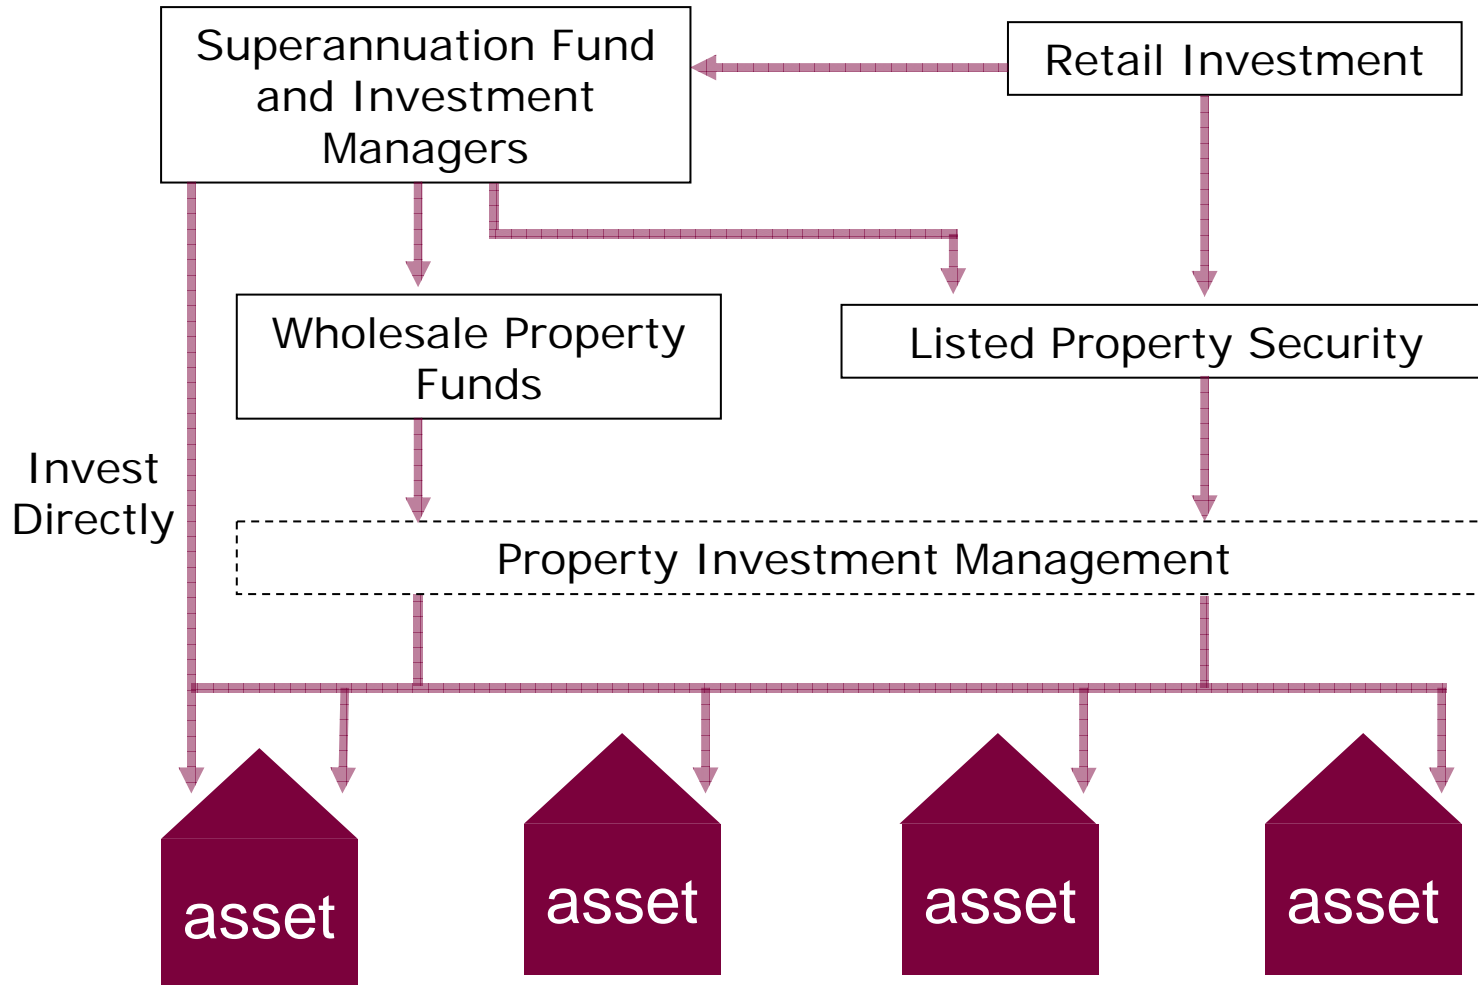 Superannuation Fund
and Investment
Managers
Retail Investment
Wholesale Property
Funds
Listed Property Security
Invest
Directly
Property Investment Management
asset
asset
asset
asset